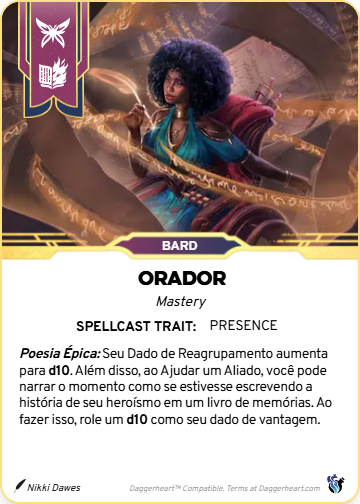 BARD
ORADOR
Mastery
SPELLCAST TRAIT: PRESENCE
Poesia Épica: Seu Dado de Reagrupamento aumenta
para d10. Além disso, ao Ajudar um Aliado, você pode
narrar o momento como se estivesse escrevendo a
história de seu heroísmo em um livro de memórias. Ao
fazer isso, role um d10 como seu dado de vantagem.
Nikki Dawes
Daggerheart™ Compatible. Terms at Daggerheart.com